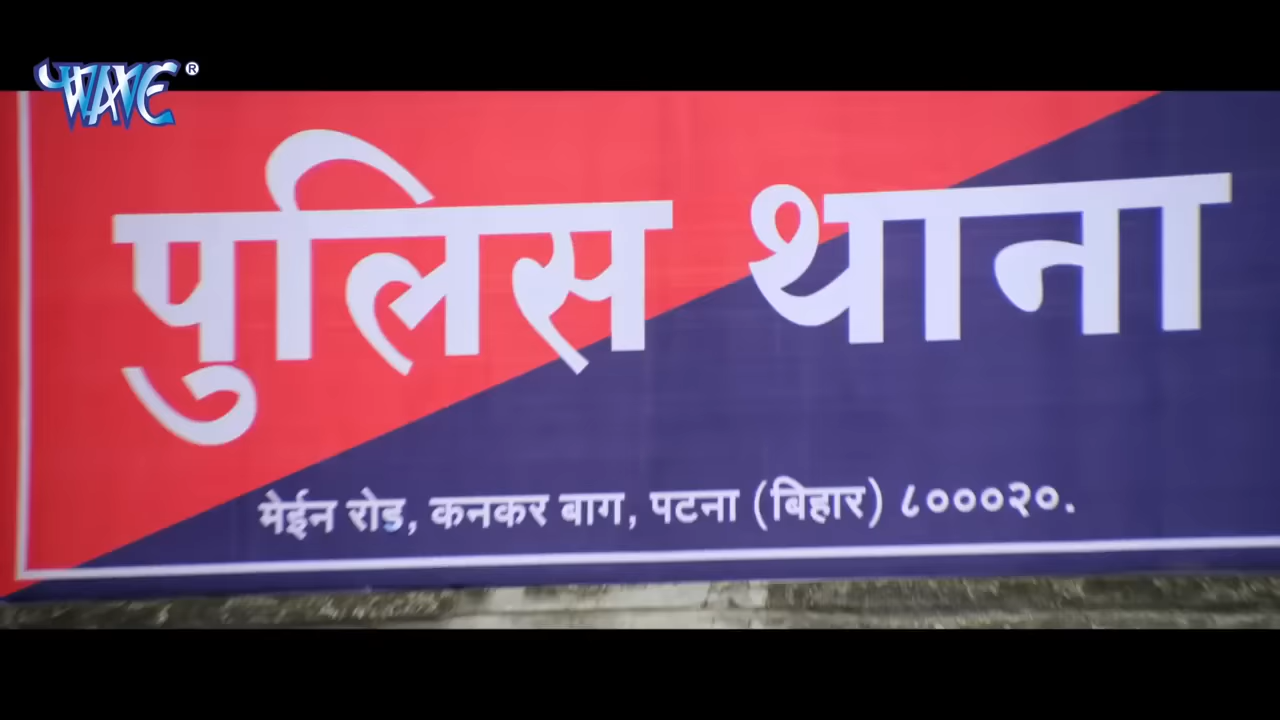 WAVE ®
पुलिस थाना
मेईन रोड, कनकर बाग, पटना (बिहार) ८०००२०.